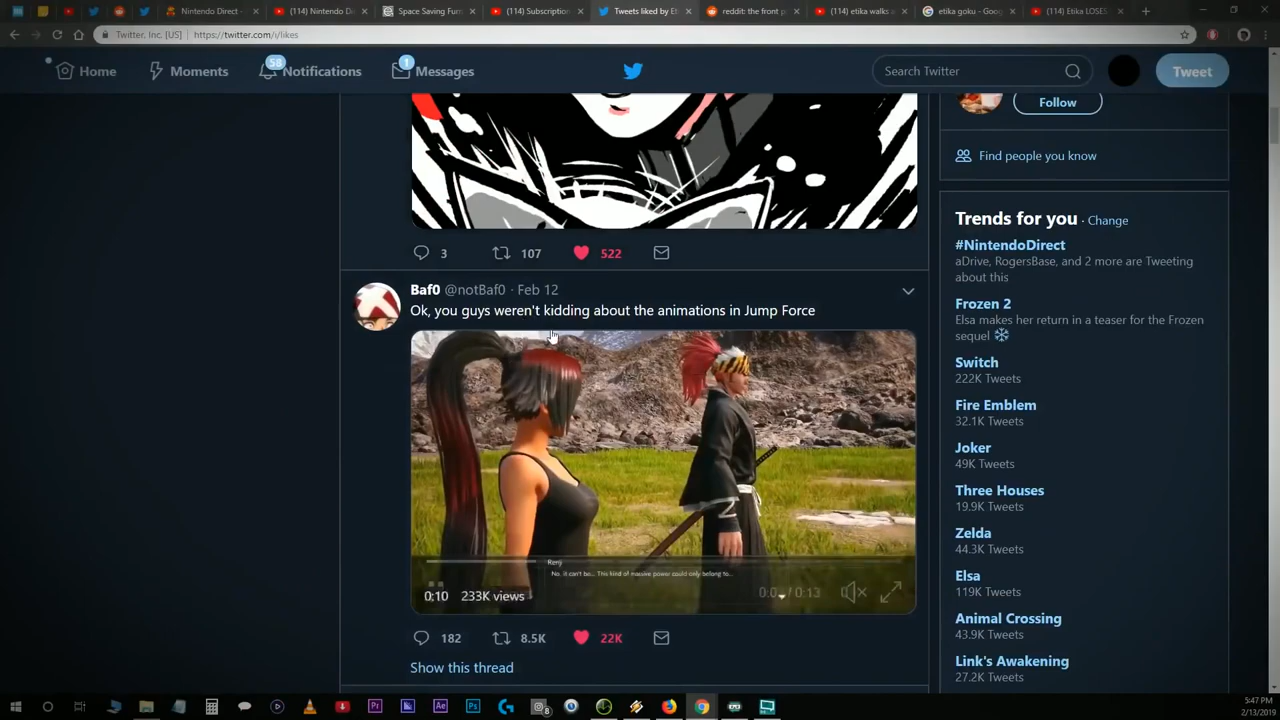 Nintendo Direct -
(114) Nintendo Di
Space Saving Furn
(114) Subscription
Tweets liked by Et
reddit: the front p
(114) etika walks
etika goku - Goog
(114) Etika LOSES
Twitter, Inc. [US] | https://twitter.com/i/likes
Home
Moments
58
Notifications
1
Messages
Search Twitter
Tweet
Follow
Find people you know
Trends for you · Change
#NintendoDirect
aDrive, RogersBase, and 2 more are Tweeting
about this
Frozen 2
Elsa makes her return in a teaser for the Frozen
sequel ❄️
Switch
222K Tweets
Fire Emblem
32.1K Tweets
Joker
49K Tweets
Three Houses
19.9K Tweets
Zelda
44.3K Tweets
Elsa
119K Tweets
Animal Crossing
43.9K Tweets
Link's Awakening
27.2K Tweets
3 107 522
Baf0 @notBaf0 · Feb 12
Ok, you guys weren't kidding about the animations in Jump Force
Renji
No, it can't be... This kind of massive power could only belong to...
0:10 233K views
/ 0:13
182 8.5K 22K
Show this thread
5:47 PM
2/13/2019